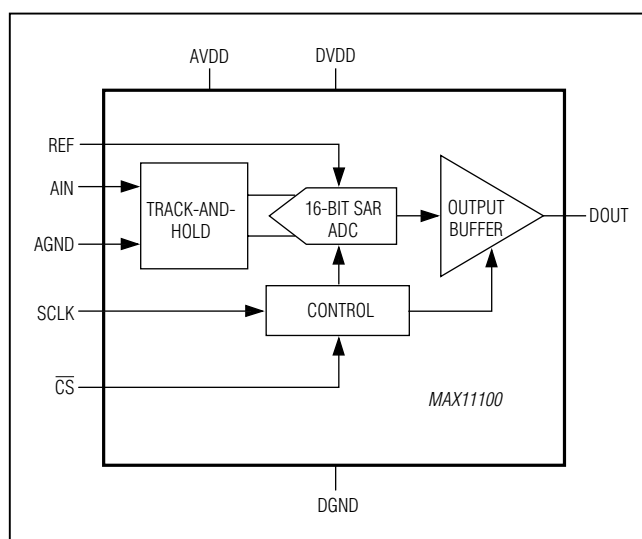 AVDD
DVDD
REF
AIN
AGND
SCLK
CS
TRACK-AND-
HOLD
16-BIT SAR
ADC
CONTROL
OUTPUT
BUFFER
DOUT
MAX11100
DGND